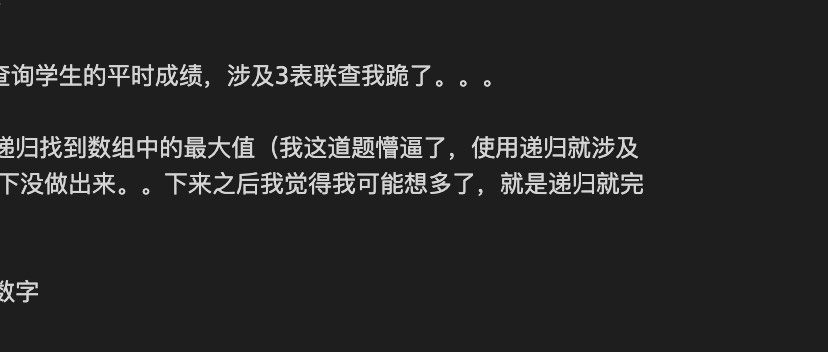 查询学生的平时成绩，涉及3表联查我跪了。。。
递归找到数组中的最大值（我这道题懵逼了，使用递归就涉及
下没做出来。。下来之后我觉得我可能想多了，就是递归就完
数字